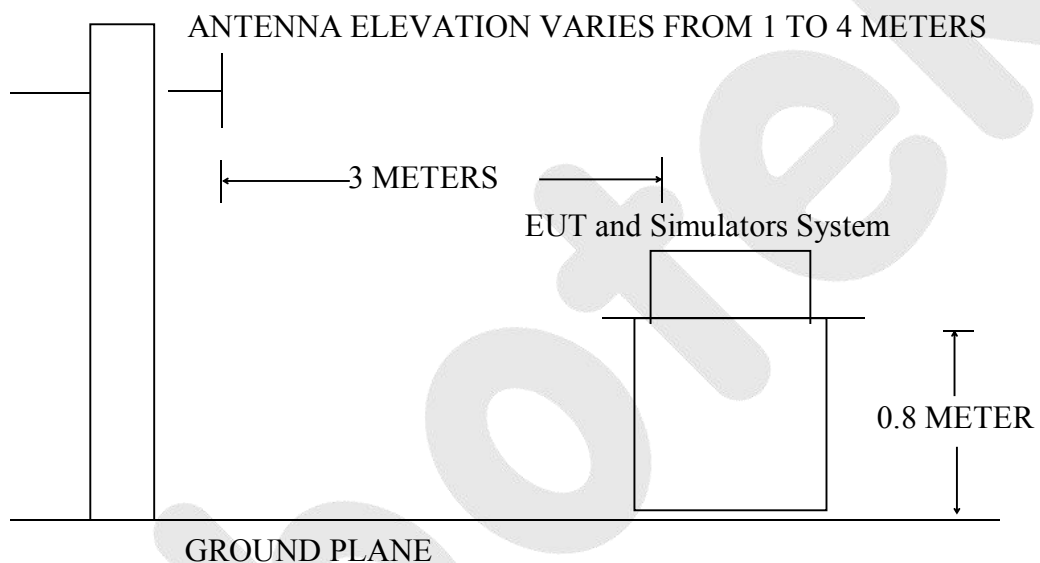 ANTENNA ELEVATION VARIES FROM 1 TO 4 METERS
3 METERS
EUT and Simulators System
0.8 METER
GROUND PLANE